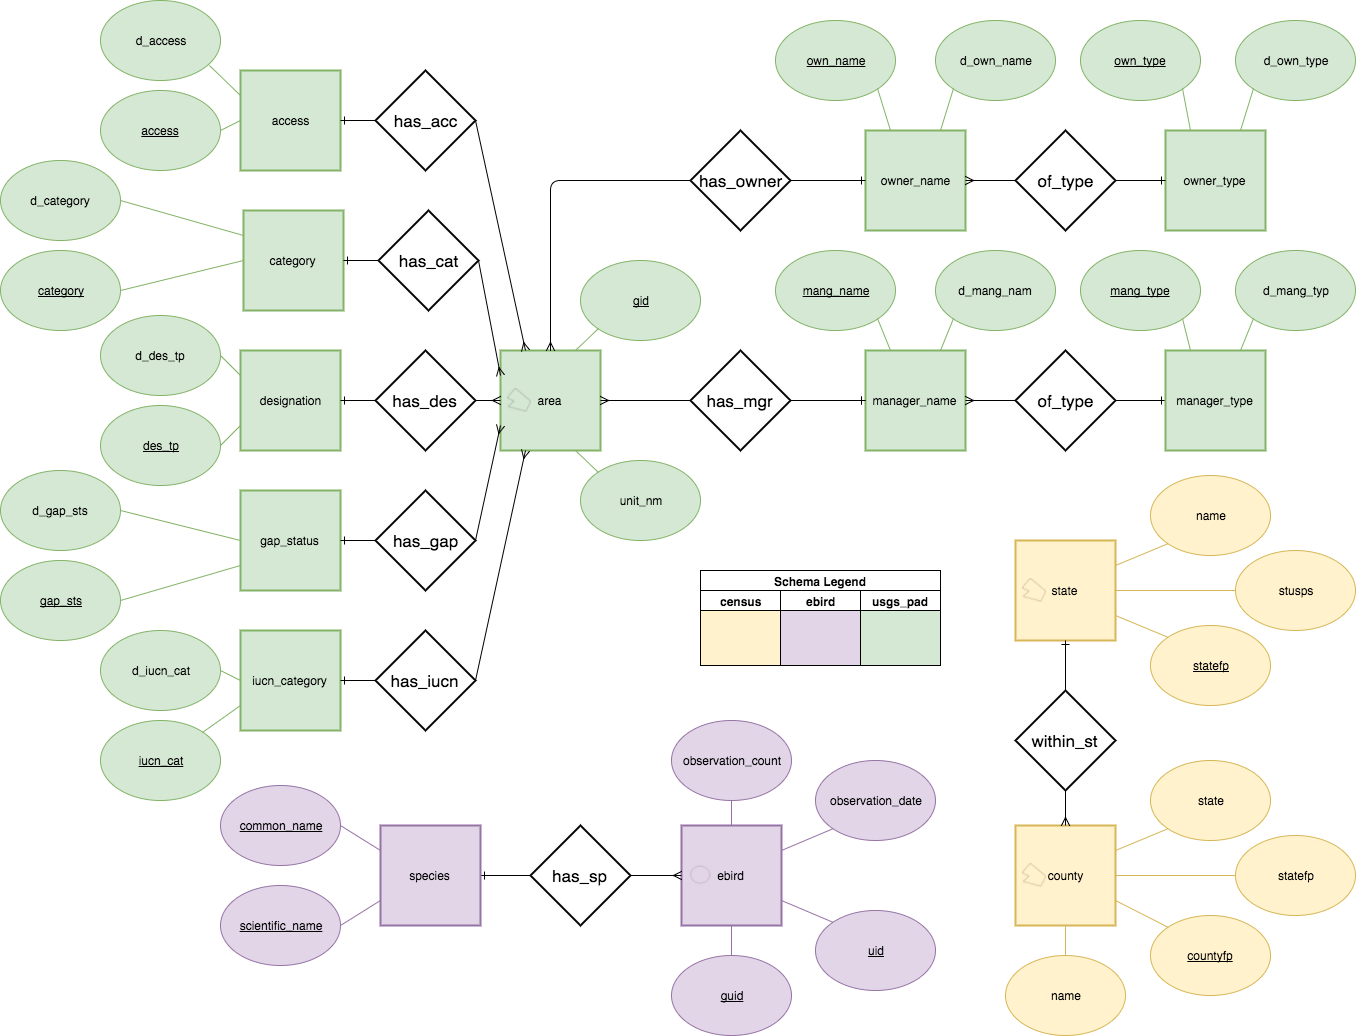 d_access
access
access
has_acc
d_category
category
category
has_cat
d_des_tp
des_tp
designation
has_des
d_gap_sts
gap_sts
gap_status
has_gap
d_iucn_cat
iucn_cat
iucn_category
has_iucn
gid
area
unit_nm
has_owner
own_name
d_own_name
owner_name
of_type
own_type
d_own_type
owner_type
has_mgr
mang_name
d_mang_nam
manager_name
of_type
mang_type
d_mang_typ
manager_type
Schema Legend
census ebird usgs_pad
name
stusps
statefp
state
within_st
state
statefp
countyfp
name
county
common_name
scientific_name
species
has_sp
observation_count
observation_date
ebird
uid
guid